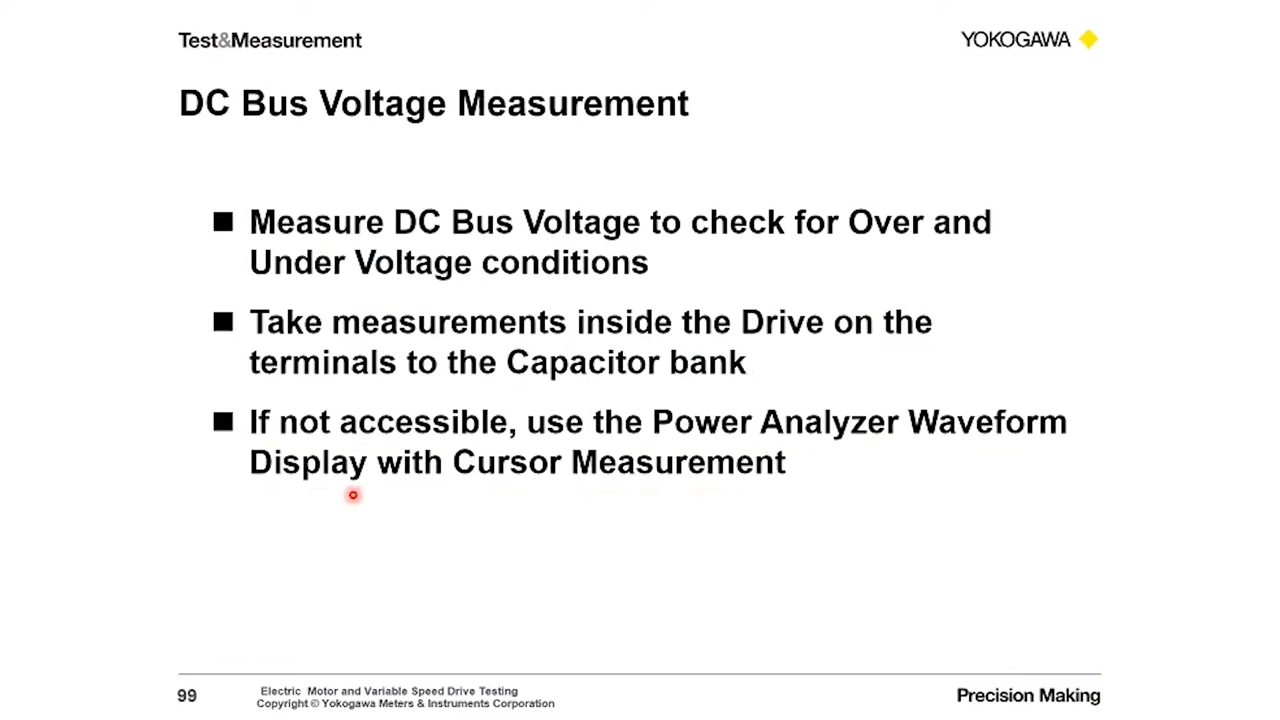 Test&Measurement
YOKOGAWA
DC Bus Voltage Measurement
Measure DC Bus Voltage to check for Over and
Under Voltage conditions
Take measurements inside the Drive on the
terminals to the Capacitor bank
If not accessible, use the Power Analyzer Waveform
Display with Cursor Measurement
99
Electric Motor and Variable Speed Drive Testing
Copyright © Yokogawa Meters & Instruments Corporation
Precision Making